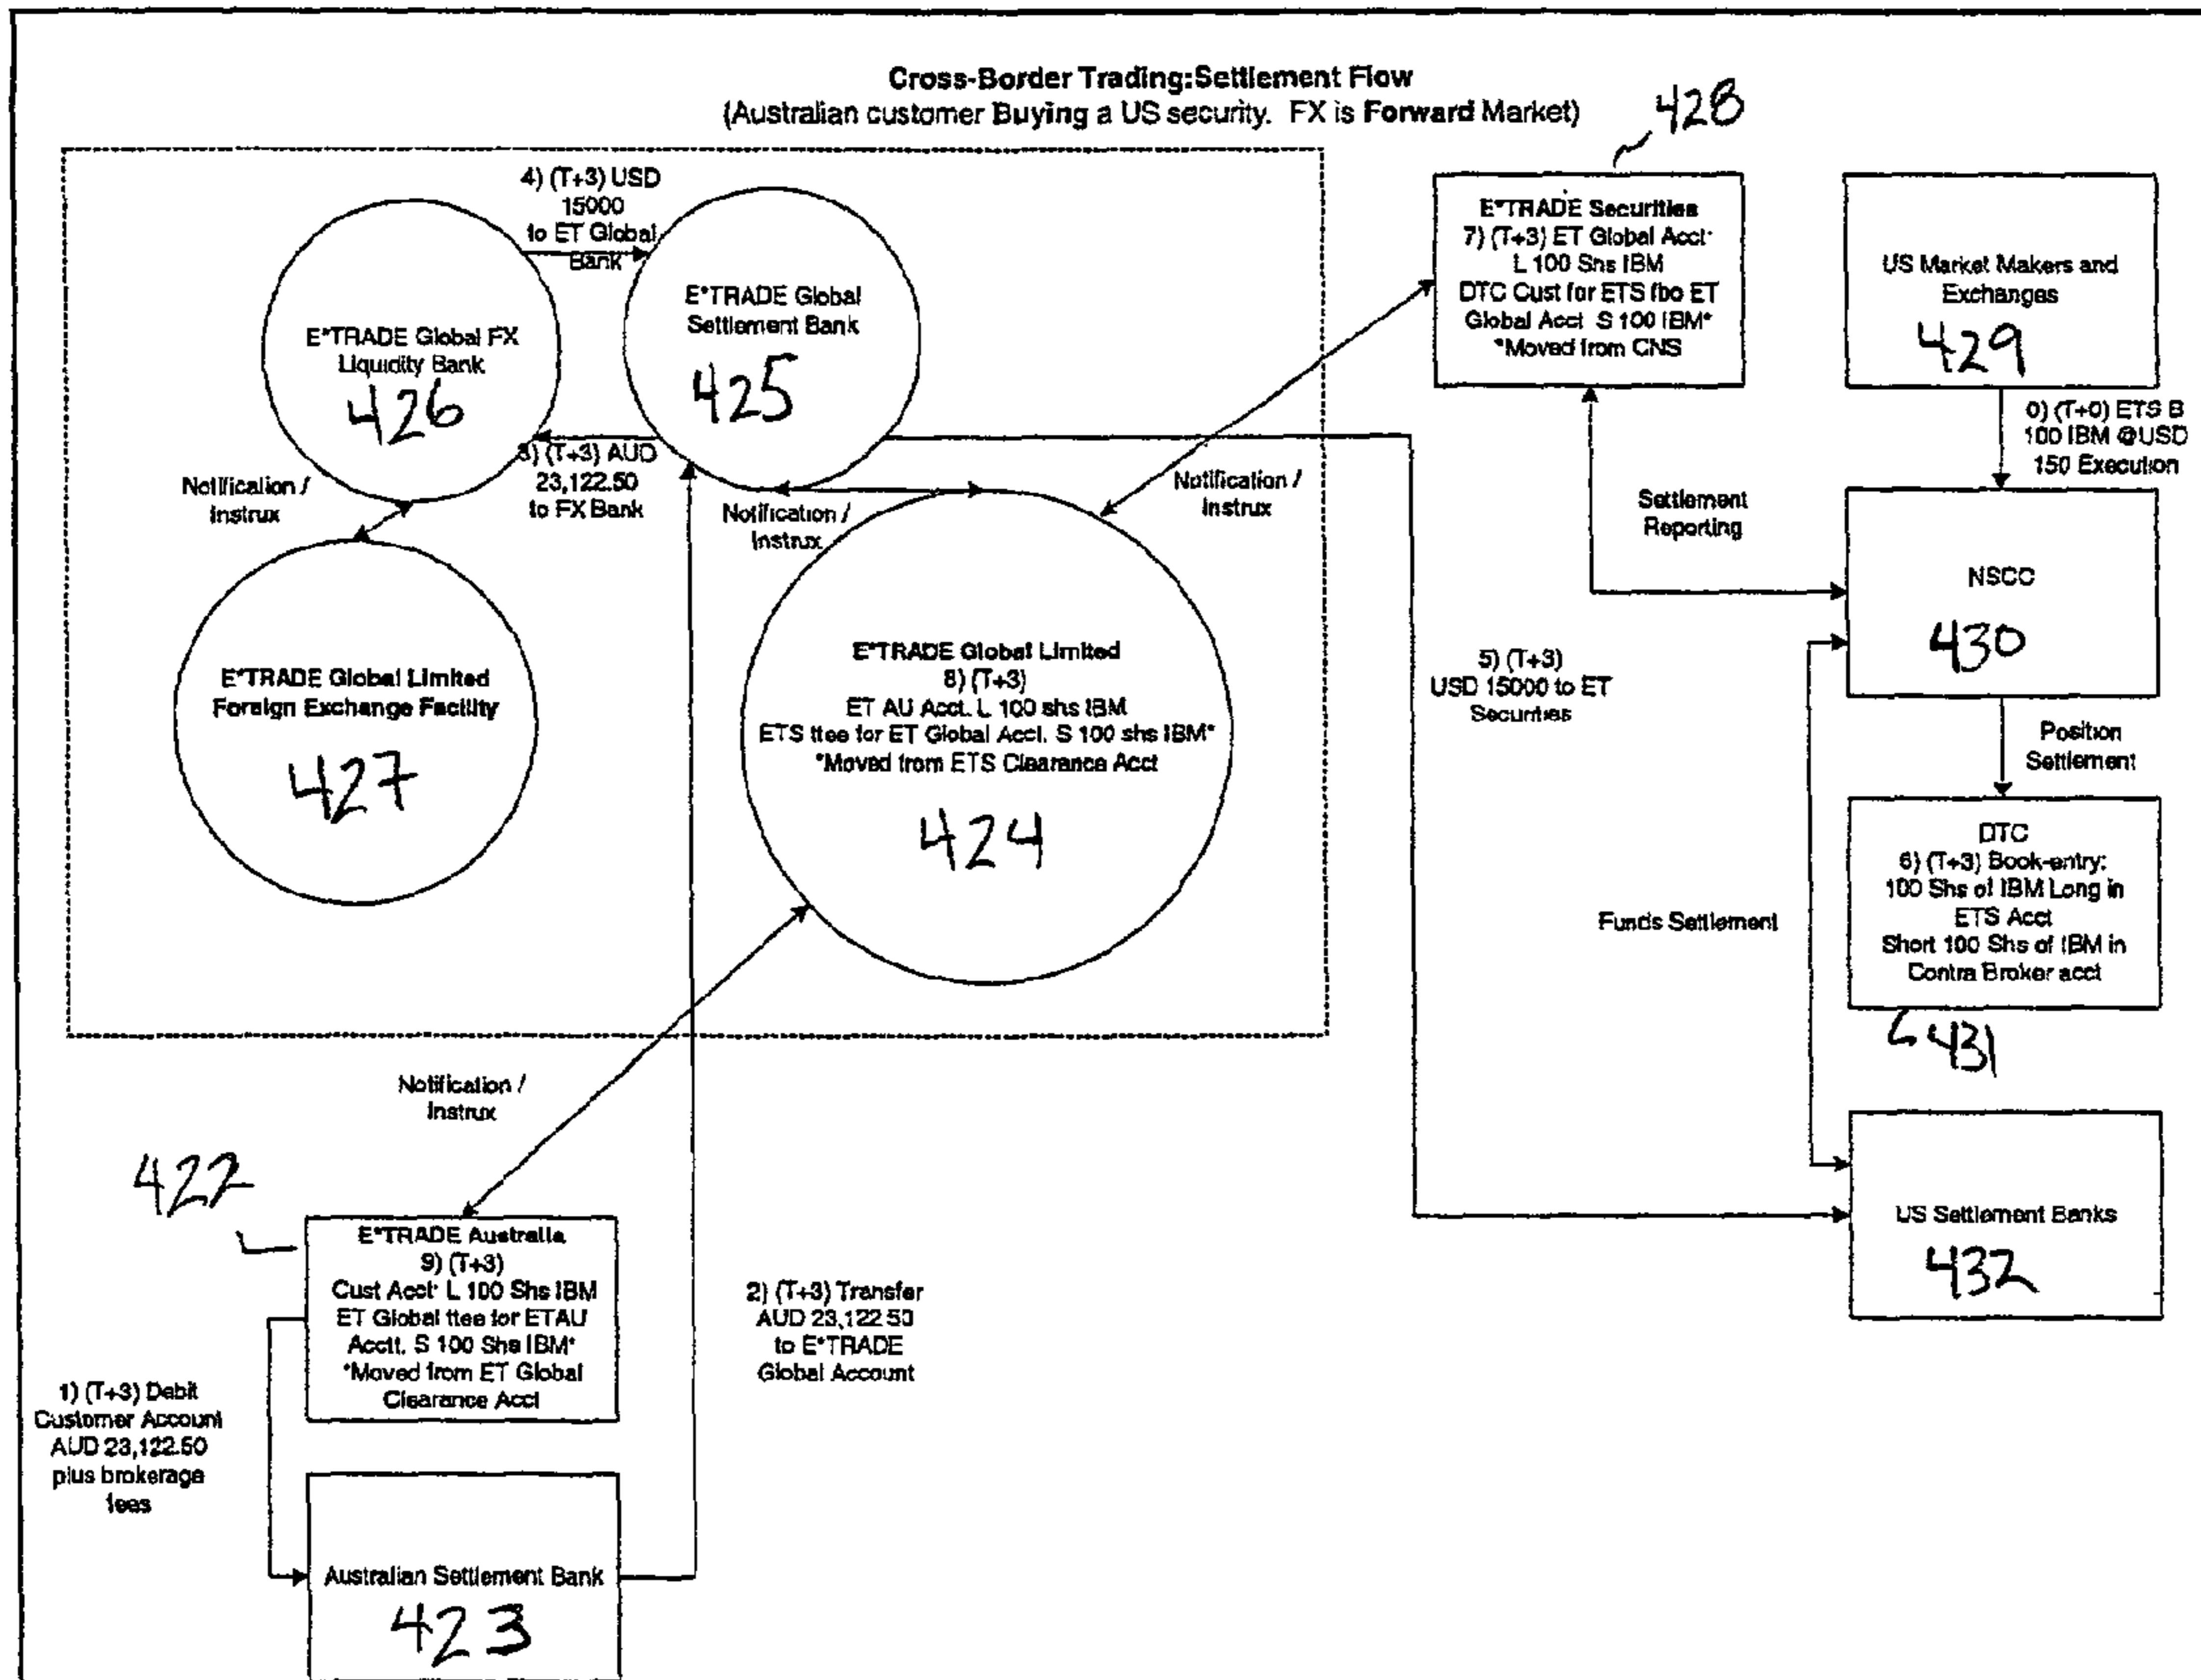 Cross-Border Trading:Settlement Flow
(Australian customer Buying a US security. FX is Forward Market)
428
4) (T+3) USD
15000
to ET Global
Bank
E*TRADE Global FX
Liquidity Bank
426
E*TRADE Global
Settlement Bank
425
E*TRADE Securities
7) (T+3) ET Global Acct:
L 100 Shs IBM
DTC Cust for ETS fbo ET
Global Acct S 100 IBM*
*Moved from CNS
US Market Makers and
Exchanges
429
0) (T+0) ETS B
100 IBM @USD
150 Execution
3) (T+3) AUD
23,122.50
to FX Bank
Notification /
Instrux
Notification /
Instrux
Notification /
Instrux
Settlement
Reporting
NSCC
430
E*TRADE Global Limited
Foreign Exchange Facility
427
E*TRADE Global Limited
8) (T+3)
ET AU Acct. L 100 shs IBM
ETS ttee for ET Global Acct. S 100 shs IBM*
*Moved from ETS Clearance Acct
424
5) (T+3)
USD 15000 to ET
Securities
Position
Settlement
DTC
6) (T+3) Book-entry:
100 Shs of IBM Long in
ETS Acct
Short 100 Shs of IBM in
Contra Broker acct
431
Funds Settlement
Notification /
Instrux
422
E*TRADE Australia
9) (T+3)
Cust Acct: L 100 Shs IBM
ET Global ttee for ETAU
Acctt. S 100 Shs IBM*
*Moved from ET Global
Clearance Acct
2) (T+3) Transfer
AUD 23,122.50
to E*TRADE
Global Account
US Settlement Banks
432
1) (T+3) Debit
Customer Account
AUD 23,122.50
plus brokerage
fees
Australian Settlement Bank
423